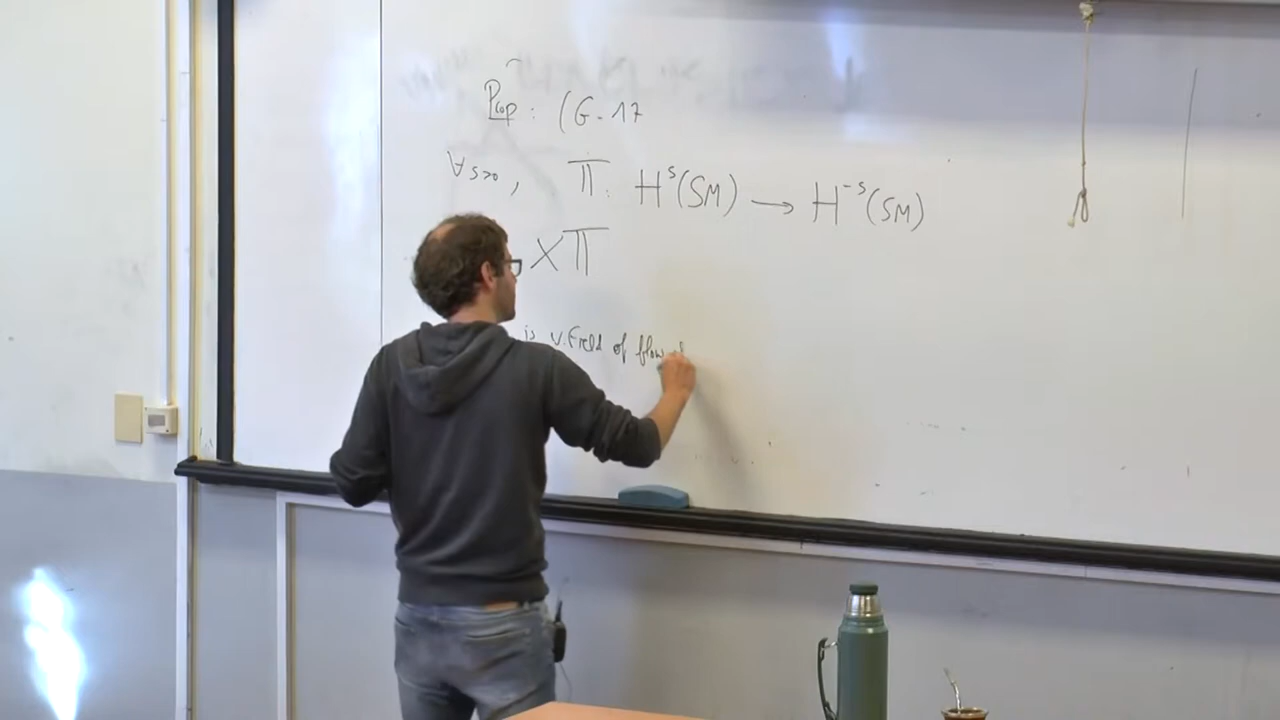 Prop: (G-17
∀s>0, Π: H^s(SM) → H^-s(SM)
XΠ
is v.field of flow